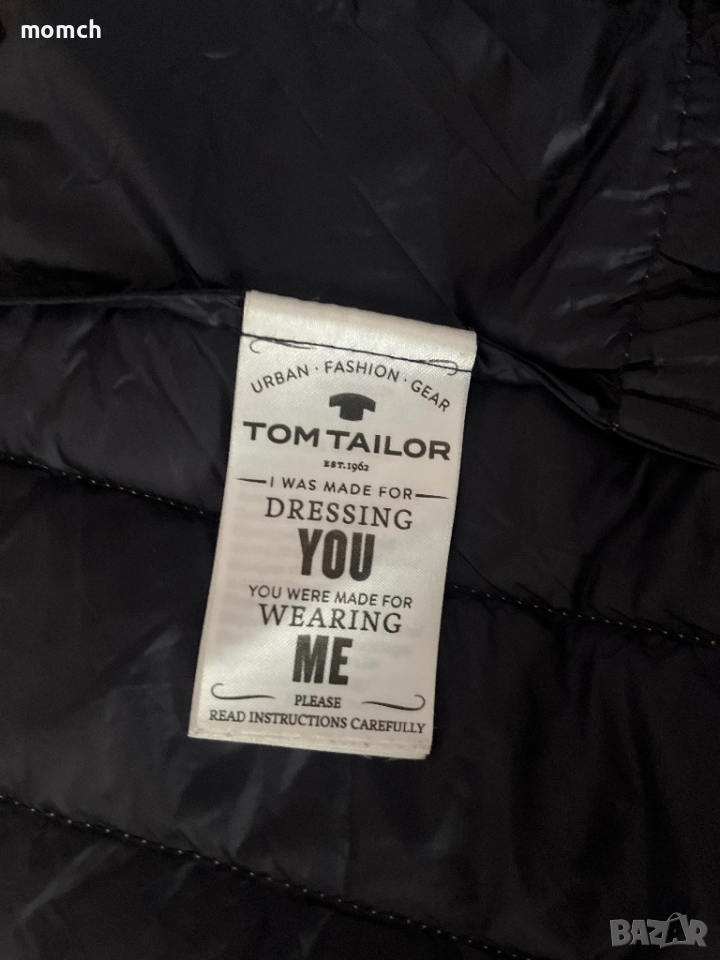 momch
URBAN · FASHION · GEAR
TOM TAILOR
EST.1962
I WAS MADE FOR
DRESSING
YOU
YOU WERE MADE FOR
WEARING
ME
PLEASE
READ INSTRUCTIONS CAREFULLY
BAZAR